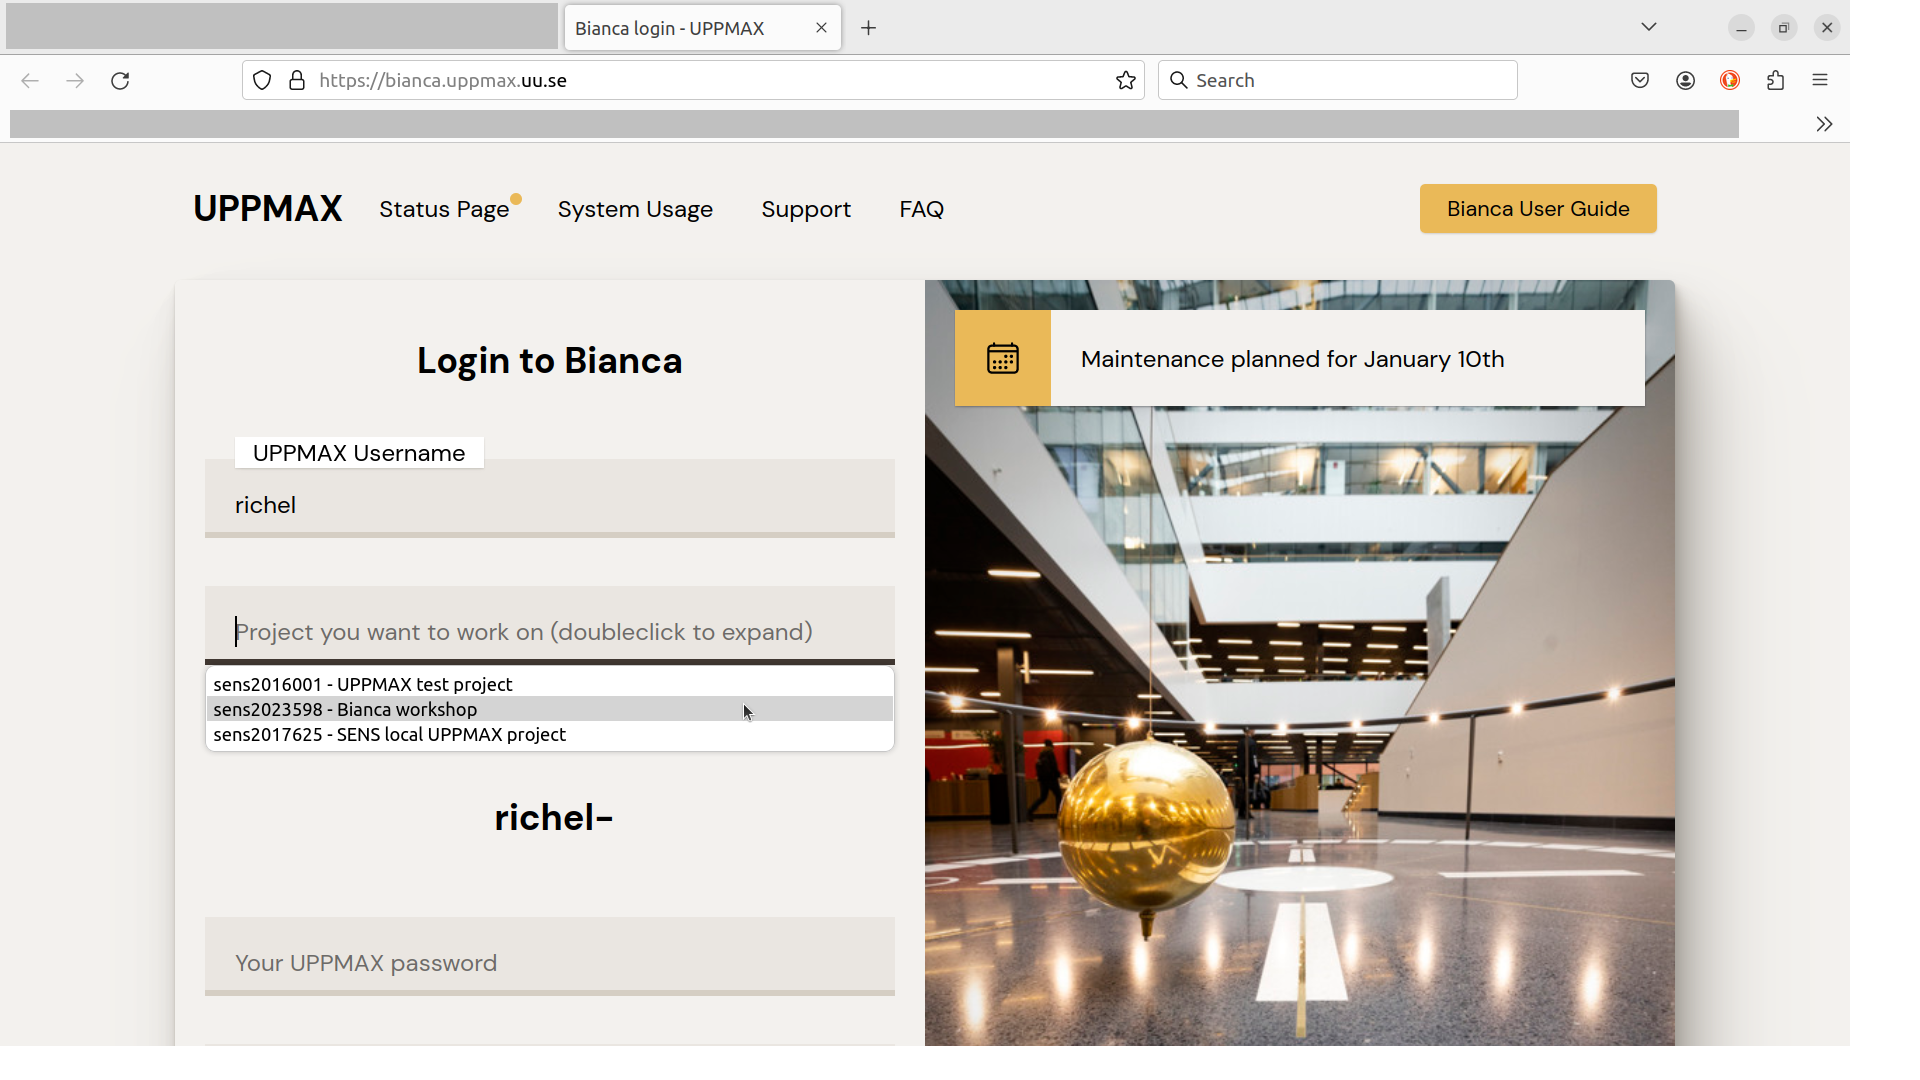 Bianca login - UPPMAX
https://bianca.uppmax.uu.se
Search
UPPMAX Status Page System Usage Support FAQ Bianca User Guide
Login to Bianca
Maintenance planned for January 10th
UPPMAX Username
richel
Project you want to work on (doubleclick to expand)
sens2016001 - UPPMAX test project
sens2023598 - Bianca workshop
sens2017625 - SENS local UPPMAX project
richel-
Your UPPMAX password